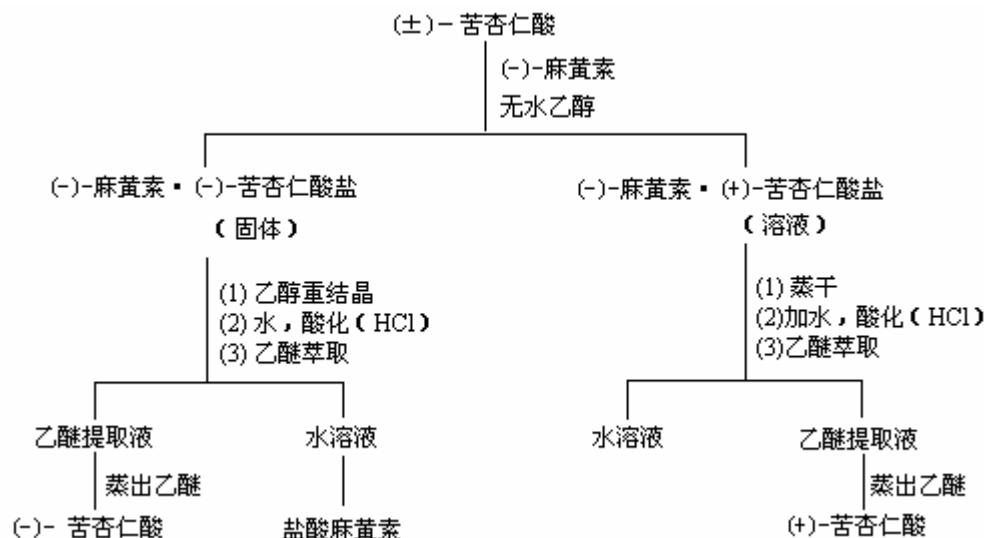 (±)- 苦杏仁酸
(-)-麻黄素
无水乙醇
(-)-麻黄素▪ (-)-苦杏仁酸盐
(-)-麻黄素▪ (+)-苦杏仁酸盐
(固体)
(溶液)
(1) 乙醇重结晶
(2) 水，酸化(HCl)
(3) 乙醚萃取
(1) 蒸干
(2)加水，酸化(HCl)
(3)乙醚萃取
乙醚提取液
水溶液
水溶液
乙醚提取液
蒸出乙醚
蒸出乙醚
(-)- 苦杏仁酸
盐酸麻黄素
(+)-苦杏仁酸